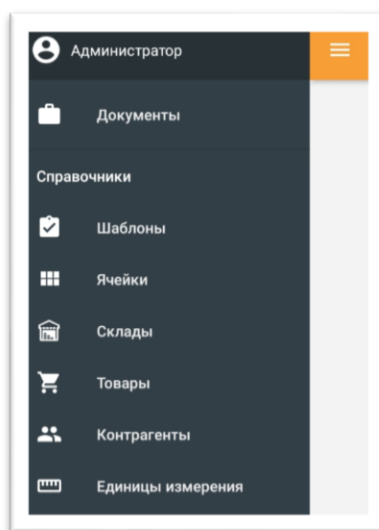 Администратор
Документы
Справочники
Шаблоны
Ячейки
Склады
Товары
Контрагенты
Единицы измерения